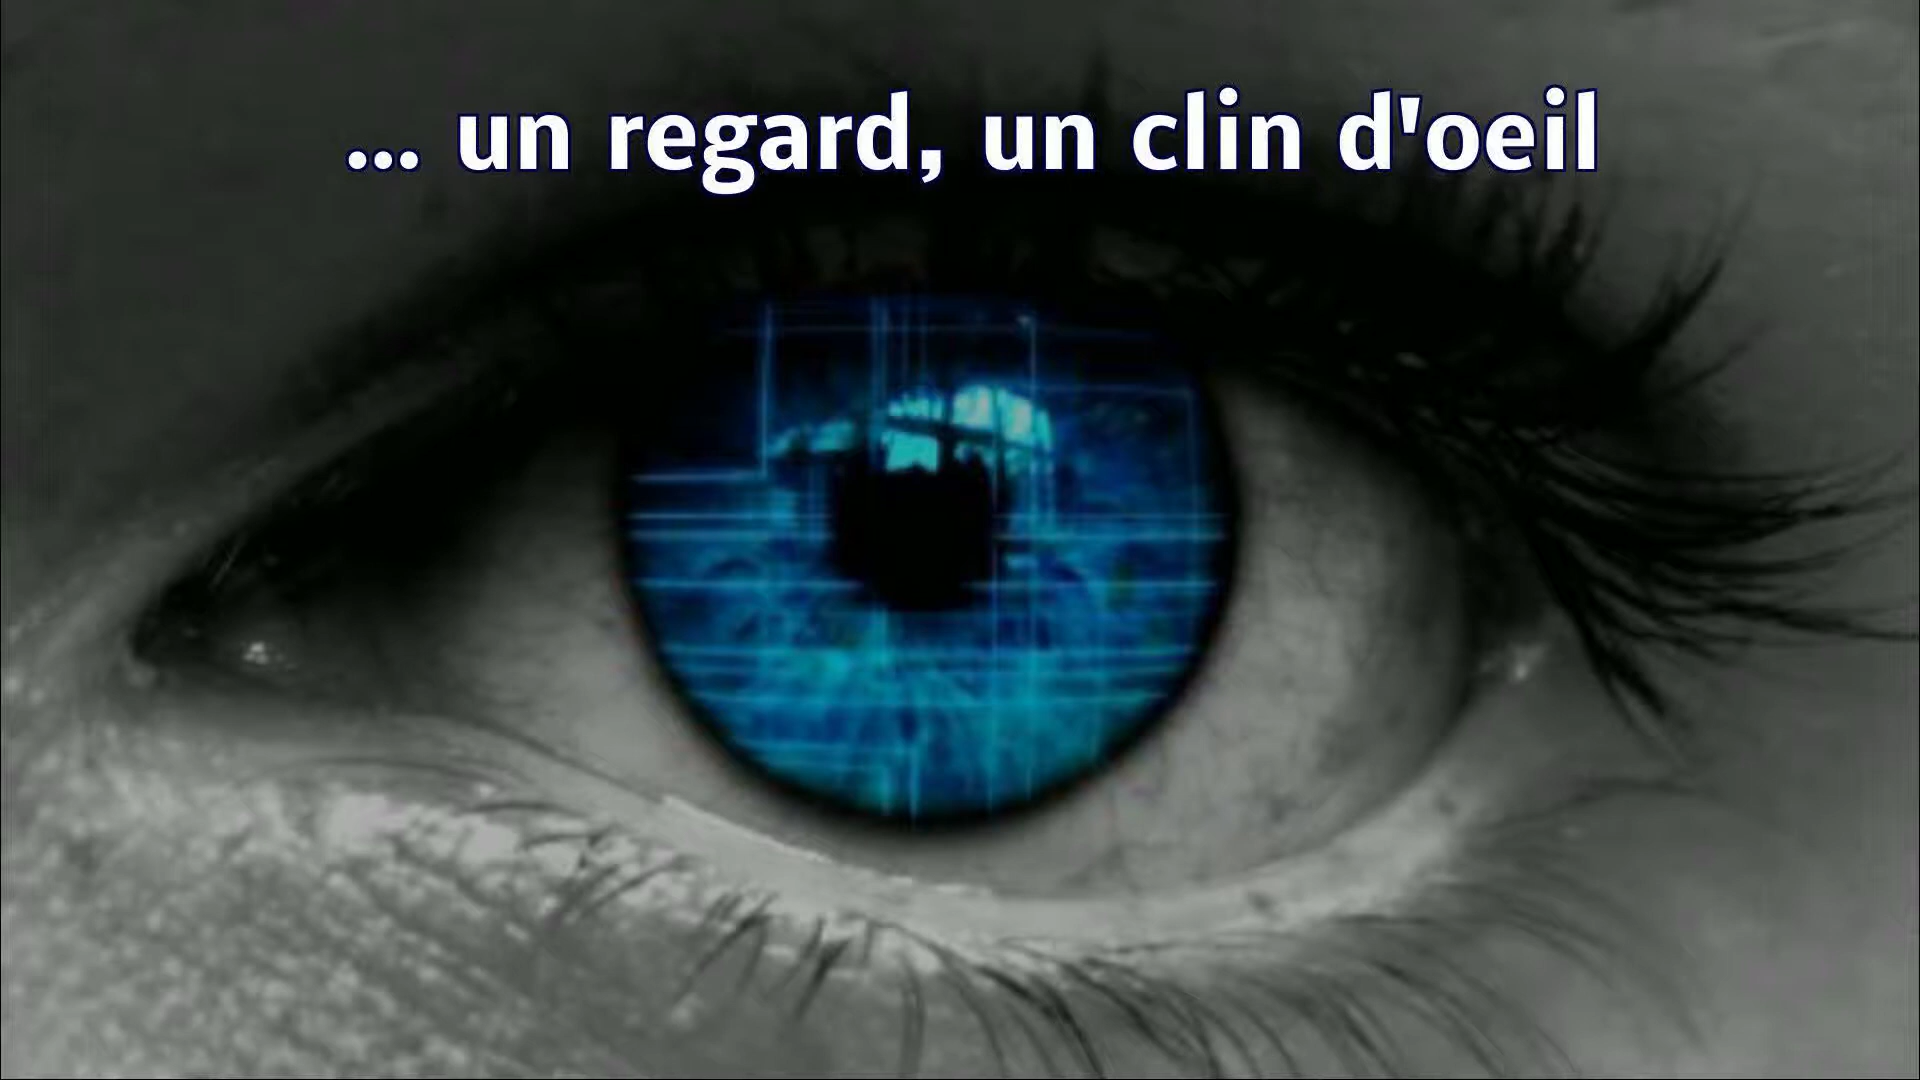 ... un regard, un clin d'oeil